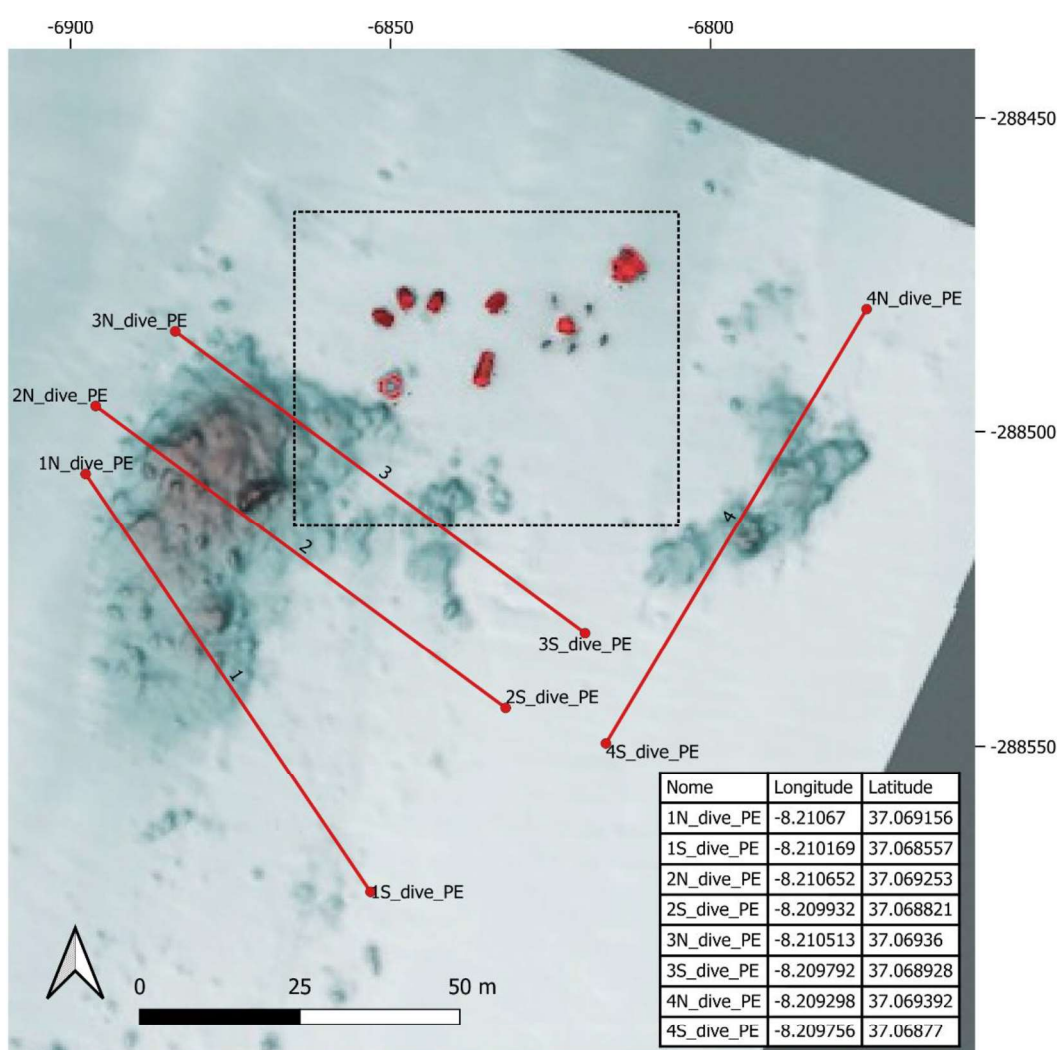 -6900 -6850 -6800
-288450
4N_dive_PE
3N_dive_PE
2N_dive_PE
-288500
1N_dive_PE
3
4
2
3S_dive_PE
1
2S_dive_PE
-288550
4S_dive_PE
Nome Longitude Latitude
1N_dive_PE -8.21067 37.069156
1S_dive_PE -8.210169 37.068557
2N_dive_PE -8.210652 37.069253
2S_dive_PE -8.209932 37.068821
3N_dive_PE -8.210513 37.06936
3S_dive_PE -8.209792 37.068928
4N_dive_PE -8.209298 37.069392
4S_dive_PE -8.209756 37.06877
1S_dive_PE
0 25 50 m